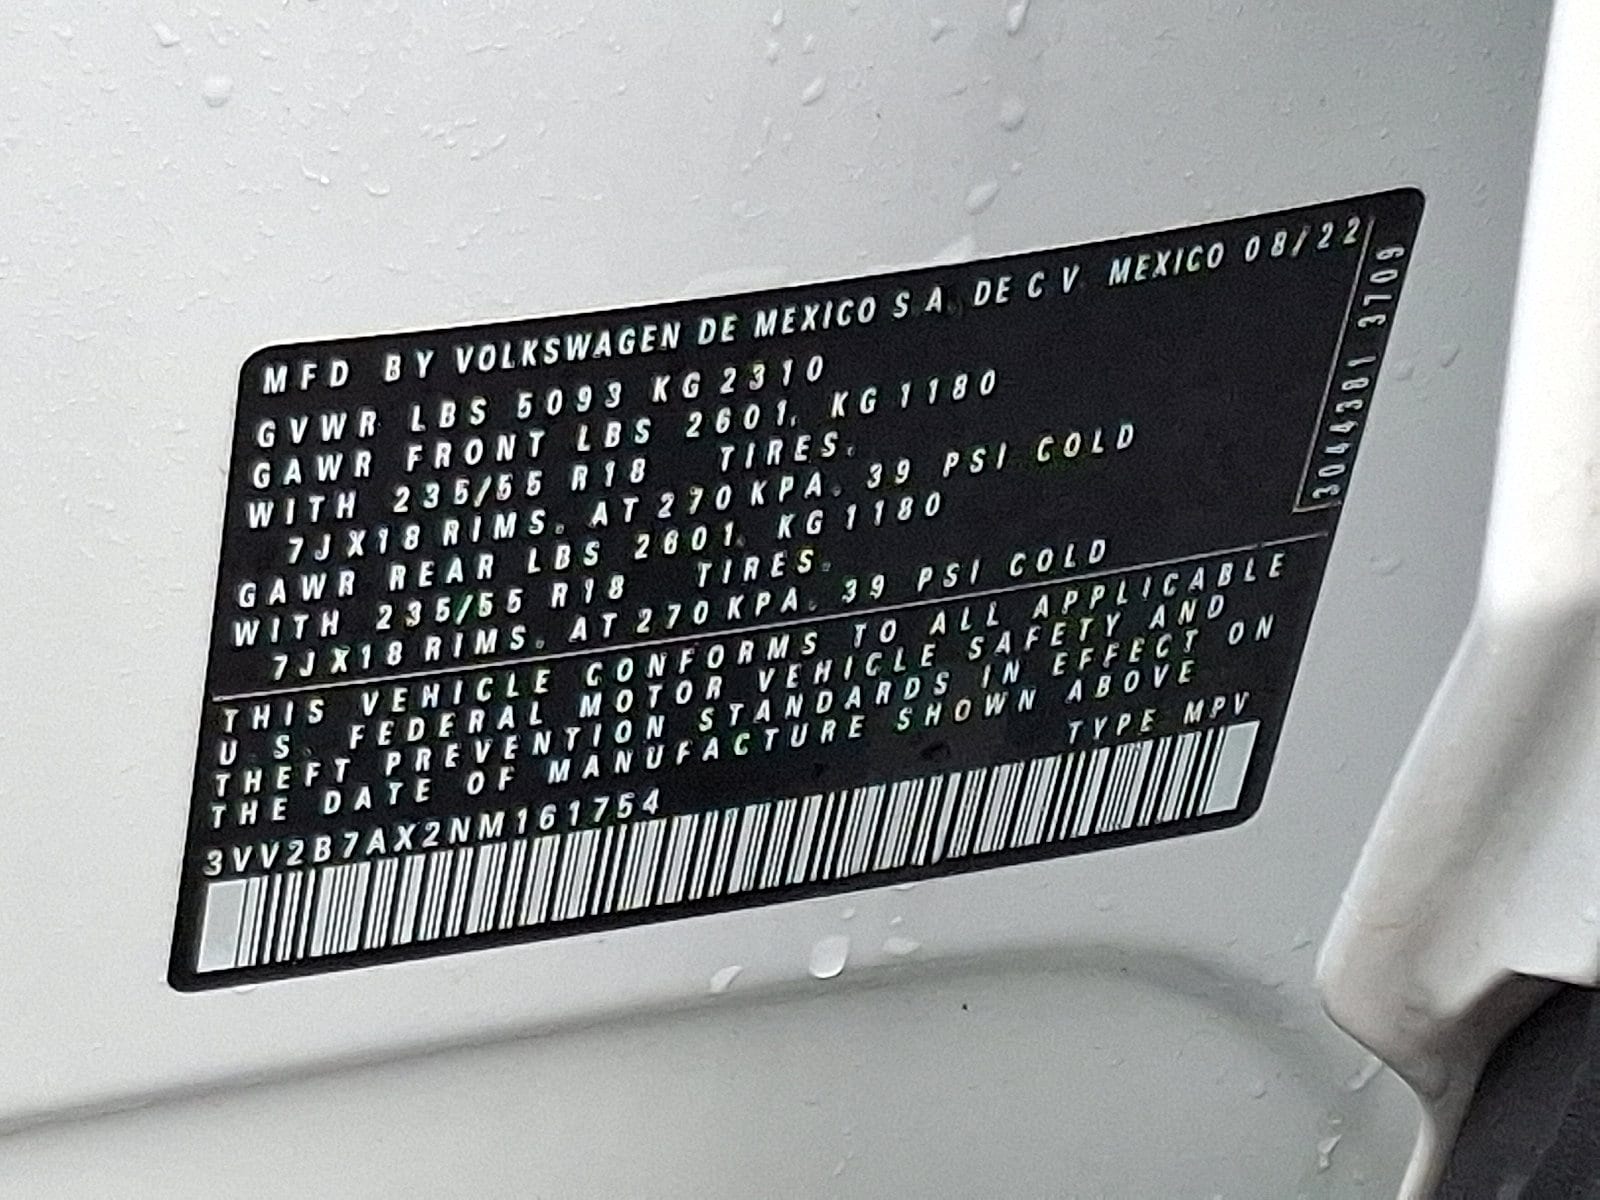 MFD BY VOLKSWAGEN DE MEXICO S A. DE C V MEXICO 08/22
GVWR LBS 5093 KG 2310
GAWR FRONT LBS 2601, KG 1180
WITH 235/55 R18 TIRES.
7JX18 RIMS. AT 270 KPA. 39 PSI COLD
GAWR REAR LBS 2601. KG 1180
WITH 235/55 R18 TIRES.
7JX18 RIMS. AT 270 KPA. 39 PSI COLD
THIS VEHICLE CONFORMS TO ALL APPLICABLE
U.S. FEDERAL MOTOR VEHICLE SAFETY AND
THEFT PREVENTION STANDARDS IN EFFECT ON
THE DATE OF MANUFACTURE SHOWN ABOVE
3VV2B7AX2NM161754 TYPE MPV
3044381 3709